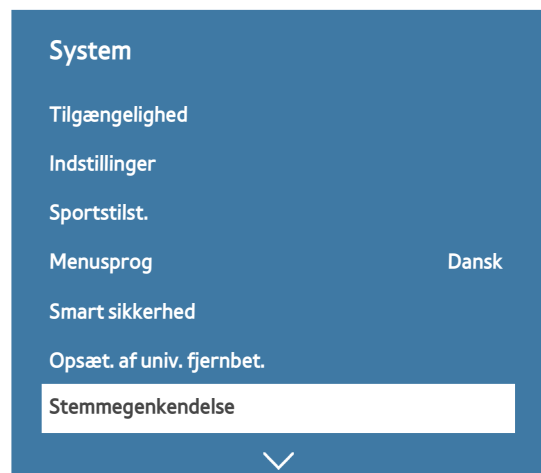 System
Tilgængelighed
Indstillinger
Sportstilst.
Menusprog Dansk
Smart sikkerhed
Opsæt. af univ. fjernbet.
Stemmegenkendelse